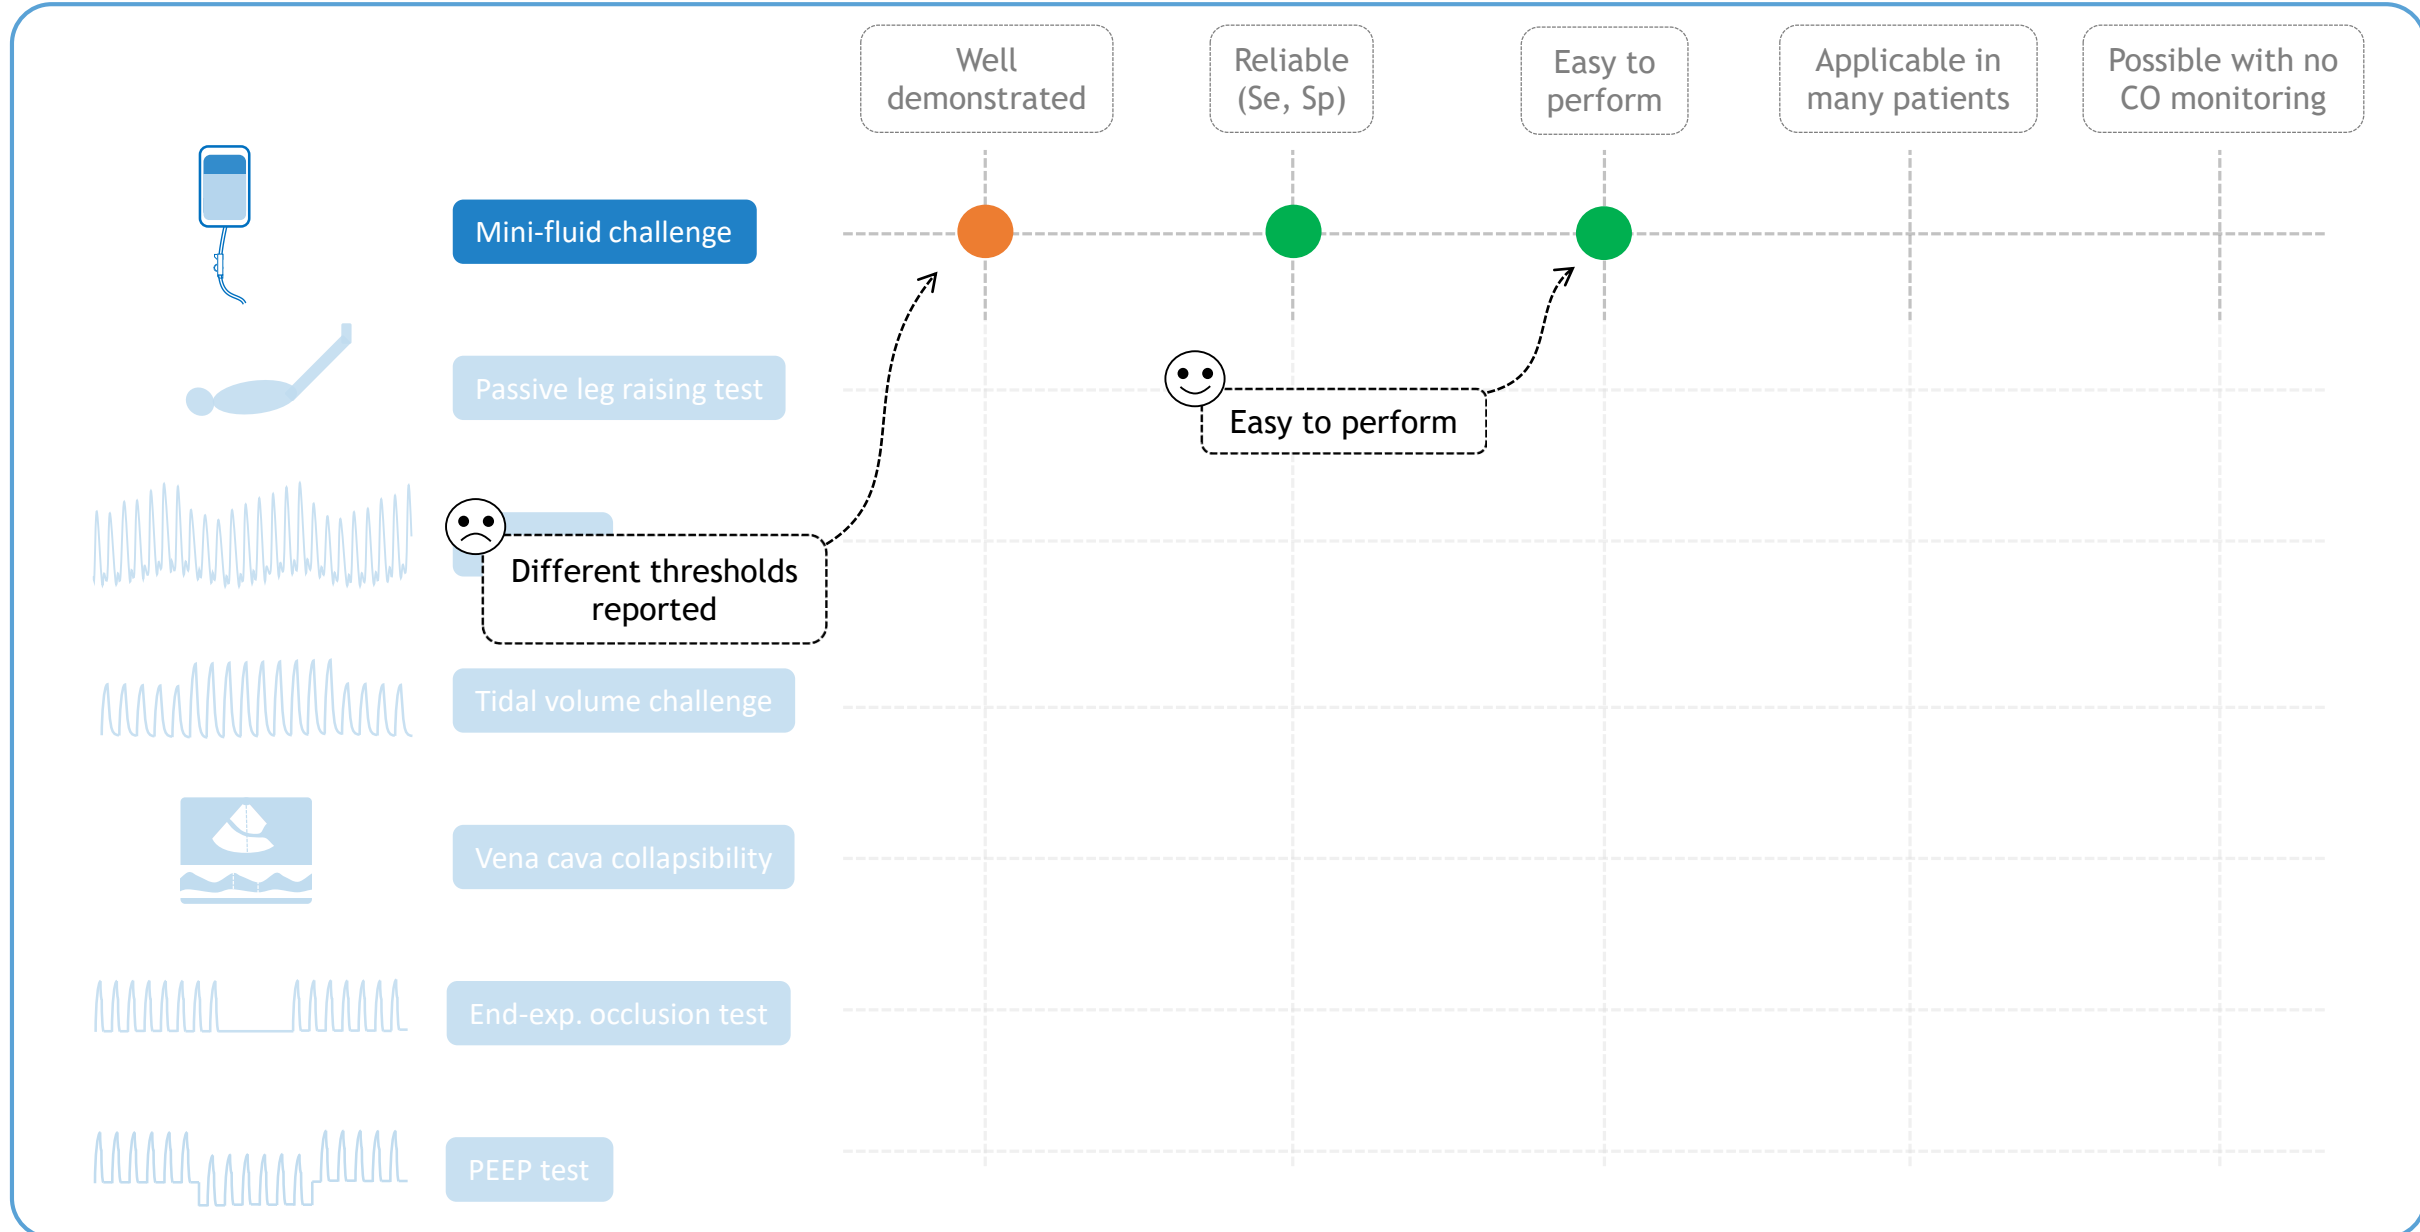 Well
demonstrated
Reliable
(Se, Sp)
Easy to
perform
Applicable in
many patients
Possible with no
CO monitoring
Mini-fluid challenge
Passive leg raising test
Easy to perform
Different thresholds
reported
Tidal volume challenge
Vena cava collapsibility
End-exp. occlusion test
PEEP test